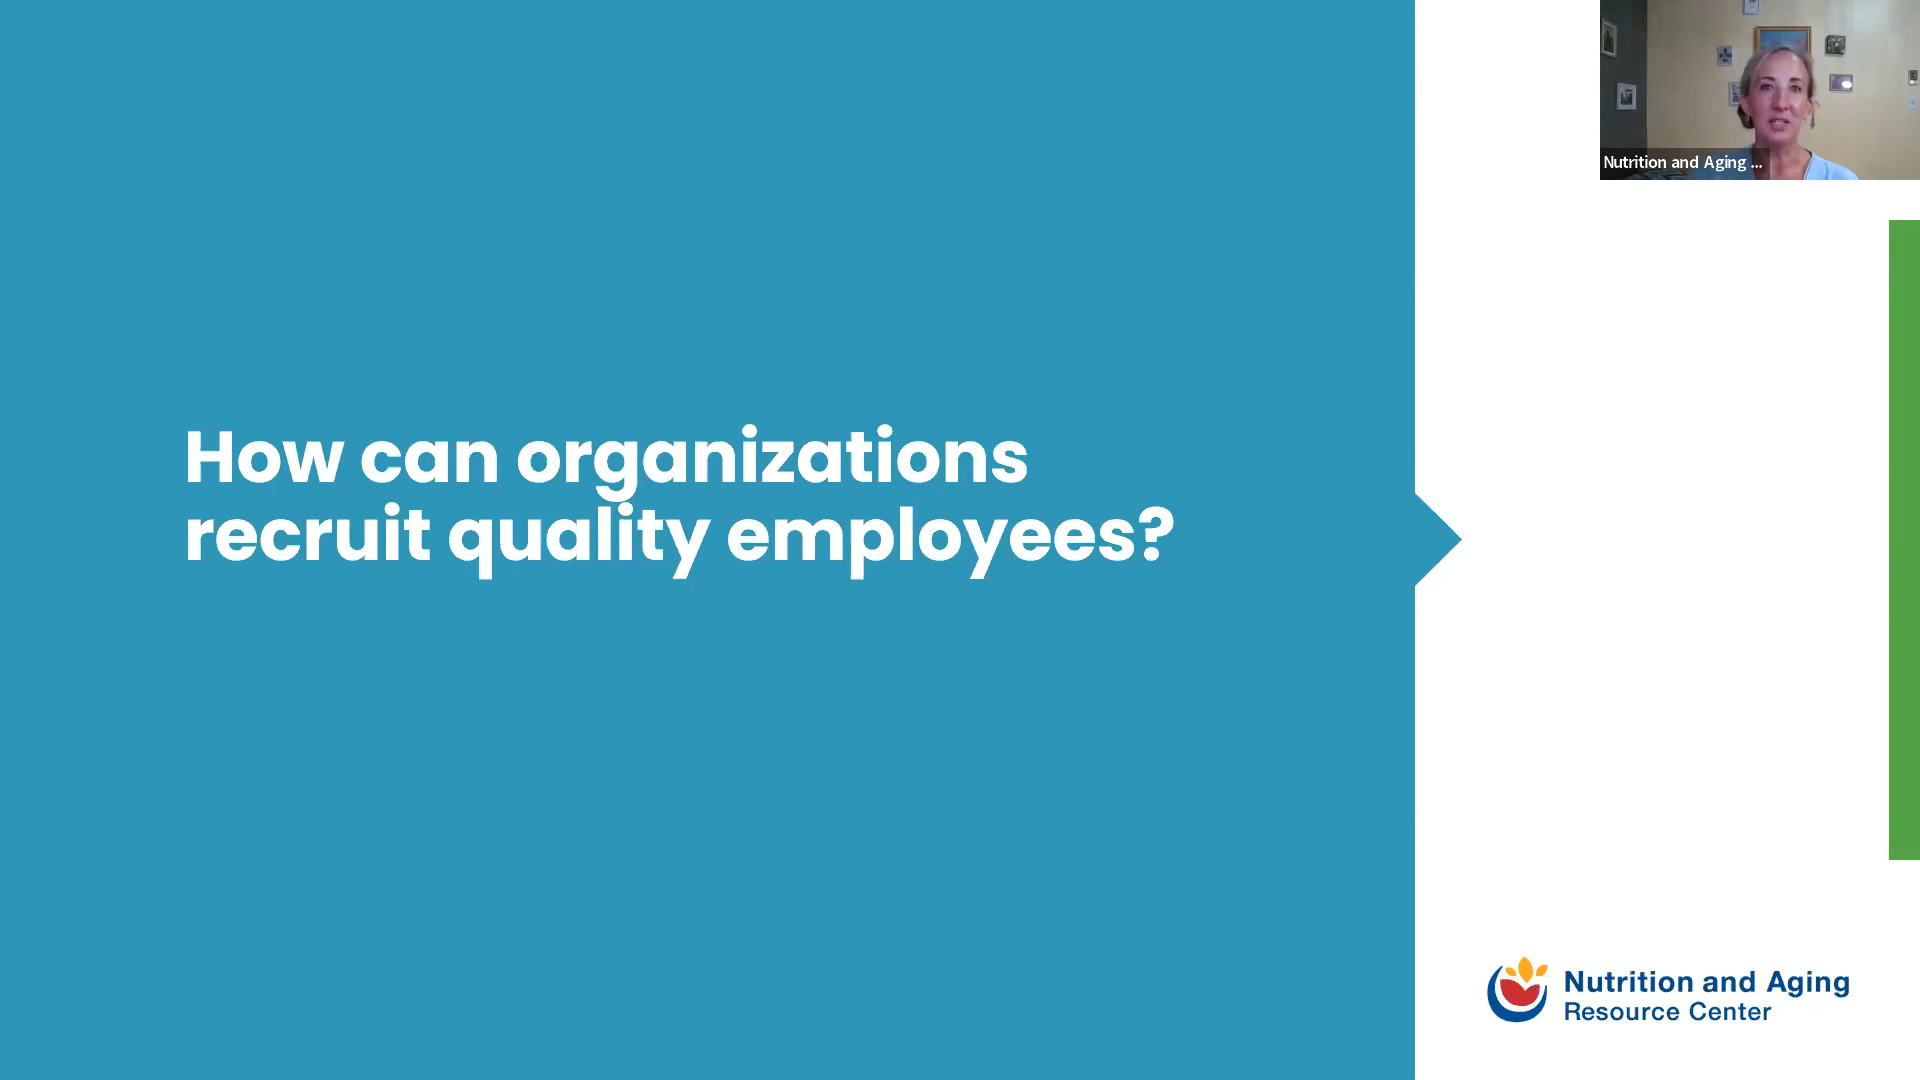 Nutrition and Aging ...
How can organizations
recruit quality employees?
Nutrition and Aging
Resource Center